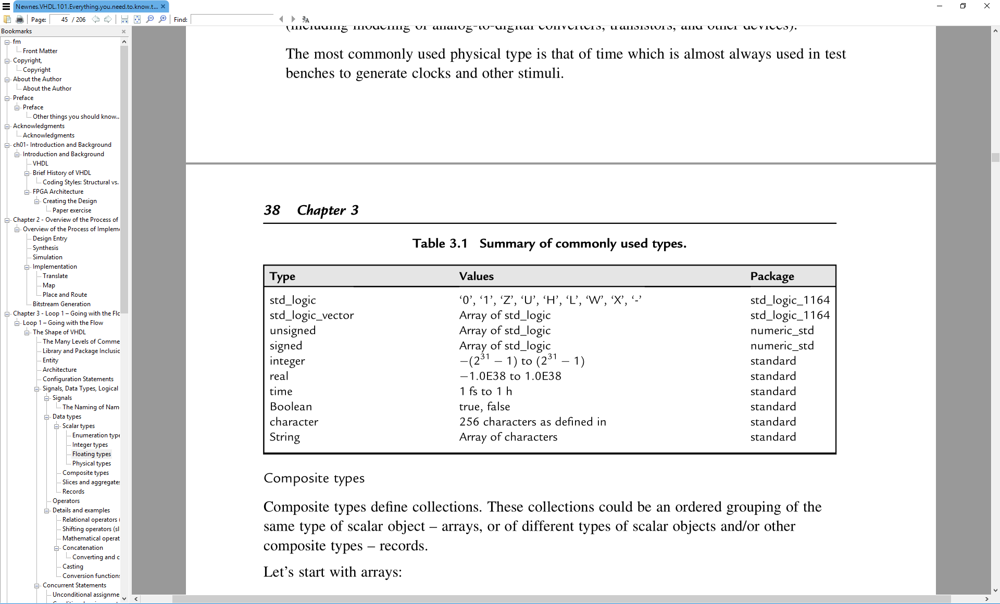 Newnes.VHDL.101.Everything.you.need.to.know.t...
Page: 45 / 206 Find:
Bookmarks
fm
Front Matter
Copyright,
Copyright
About the Author
About the Author
Preface
Preface
Other things you should know..
Acknowledgments
Acknowledgments
ch01- Introduction and Background
Introduction and Background
VHDL
Brief History of VHDL
Coding Styles: Structural vs.
FPGA Architecture
Creating the Design
Paper exercise
Chapter 2 - Overview of the Process of
Overview of the Process of Implem
Design Entry
Synthesis
Simulation
Implementation
Translate
Map
Place and Route
Bitstream Generation
Chapter 3 - Loop 1 – Going with the Flo
Loop 1 – Going with the Flow
The Shape of VHDL
The Many Levels of Comme
Library and Package Inclusic
Entity
Architecture
Configuration Statements
Signals, Data Types, Logical
Signals
The Naming of Nam
Data types
Scalar types
Enumeration type
Integer types
Floating types
Physical types
Composite types
Slices and aggregates
Records
Operators
Details and examples
Relational operators (
Shifting operators (sl
Mathematical operat
Concatenation
Converting and c
Casting
Conversion functions
Concurrent Statements
Unconditional assignme
(including modeling of analog-to-digital converters, transistors, and other devices).
The most commonly used physical type is that of time which is almost always used in test
benches to generate clocks and other stimuli.
38 Chapter 3
Table 3.1 Summary of commonly used types.
Type Values Package
std_logic ‘0’, ‘1’, ‘Z’, ‘U’, ‘H’, ‘L’, ‘W’, ‘X’, ‘-’ std_logic_1164
std_logic_vector Array of std_logic std_logic_1164
unsigned Array of std_logic numeric_std
signed Array of std_logic numeric_std
integer −(2³¹ − 1) to (2³¹ − 1) standard
real −1.0E38 to 1.0E38 standard
time 1 fs to 1 h standard
Boolean true, false standard
character 256 characters as defined in standard
String Array of characters standard
Composite types
Composite types define collections. These collections could be an ordered grouping of the
same type of scalar object – arrays, or of different types of scalar objects and/or other
composite types – records.
Let’s start with arrays: